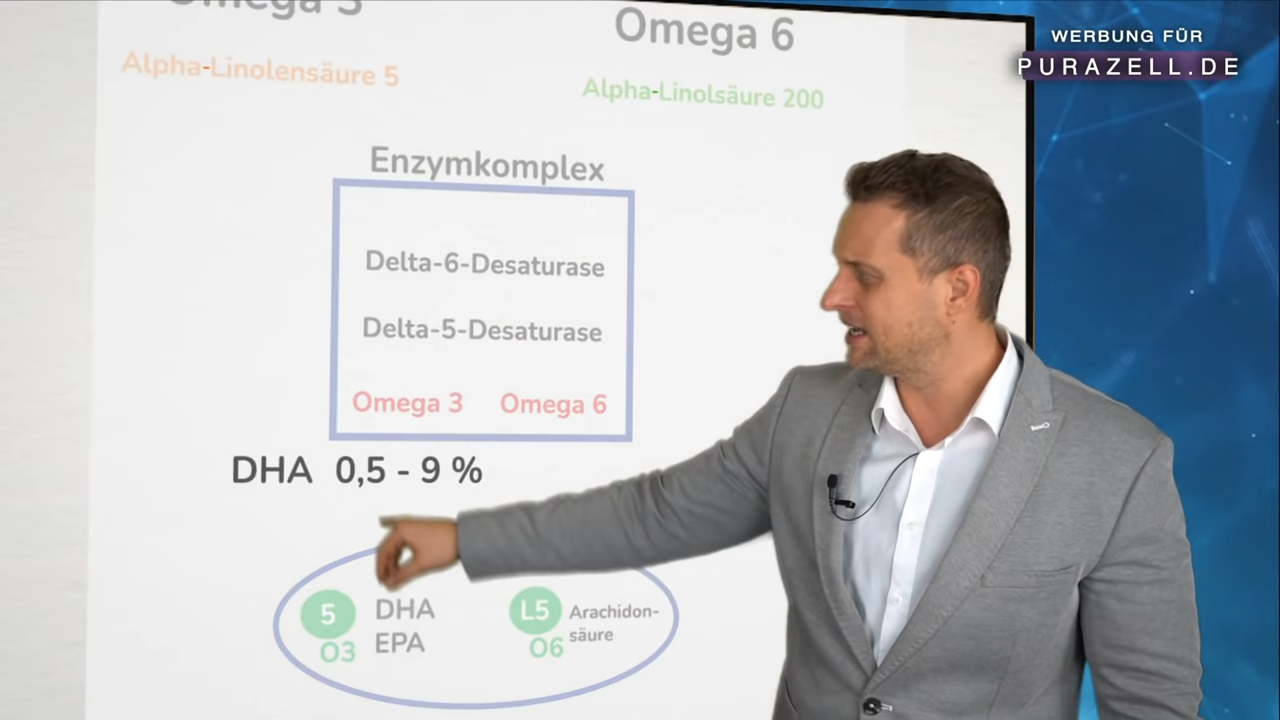 Omega 3
Omega 6
WERBUNG FÜR
PURAZELL.DE
Alpha-Linolensäure 5
Alpha-Linolsäure 200
Enzymkomplex
Delta-6-Desaturase
Delta-5-Desaturase
Omega 3 Omega 6
DHA 0,5 - 9 %
5 DHA
O3 EPA
L5 Arachidon-
O6 säure